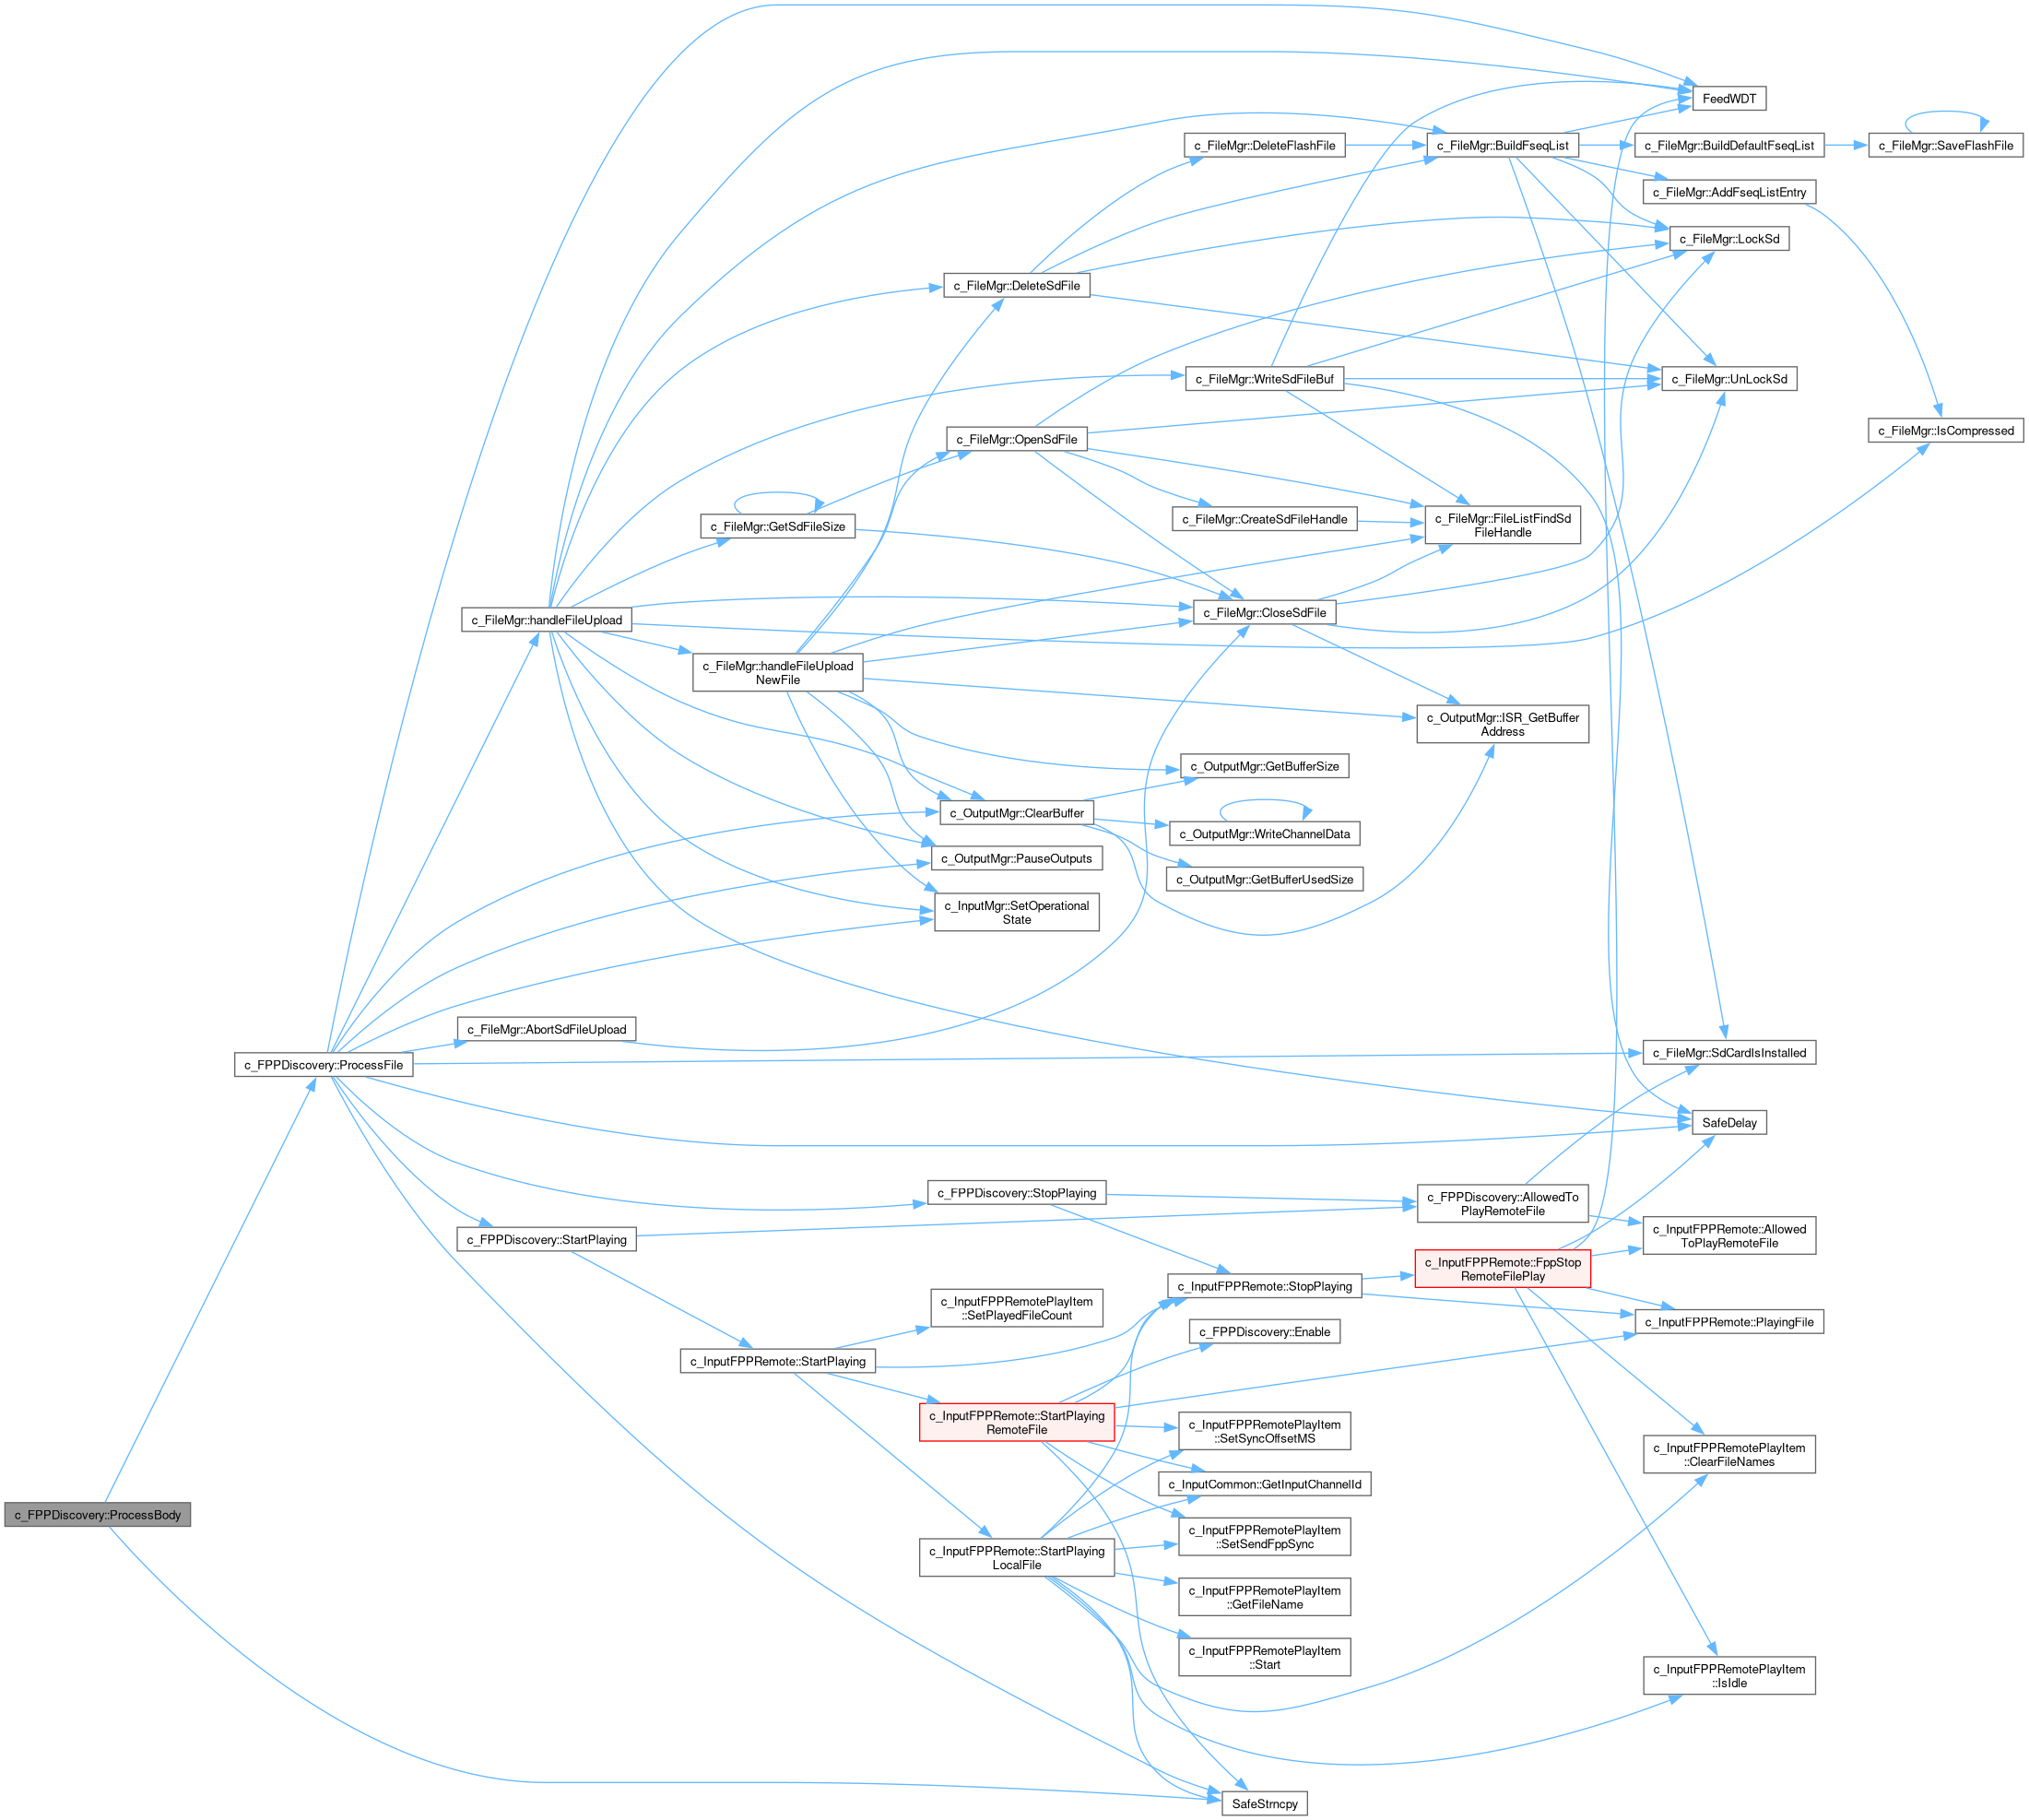 FeedWDT
c_FileMgr::DeleteFlashFile
c_FileMgr::BuildFseqList
c_FileMgr::BuildDefaultFseqList
c_FileMgr::SaveFlashFile
c_FileMgr::AddFseqListEntry
c_FileMgr::LockSd
c_FileMgr::DeleteSdFile
c_FileMgr::WriteSdFileBuf
c_FileMgr::UnLockSd
c_FileMgr::IsCompressed
c_FileMgr::OpenSdFile
c_FileMgr::GetSdFileSize
c_FileMgr::CreateSdFileHandle
c_FileMgr::FileListFindSd
FileHandle
c_FileMgr::handleFileUpload
c_FileMgr::CloseSdFile
c_FileMgr::handleFileUpload
NewFile
c_OutputMgr::ISR_GetBuffer
Address
c_OutputMgr::GetBufferSize
c_OutputMgr::ClearBuffer
c_OutputMgr::WriteChannelData
c_OutputMgr::PauseOutputs
c_OutputMgr::GetBufferUsedSize
c_InputMgr::SetOperational
State
c_FileMgr::AbortSdFileUpload
c_FPPDiscovery::ProcessFile
c_FileMgr::SdCardIsInstalled
SafeDelay
c_FPPDiscovery::StopPlaying
c_FPPDiscovery::AllowedTo
PlayRemoteFile
c_FPPDiscovery::StartPlaying
c_InputFPPRemote::Allowed
ToPlayRemoteFile
c_InputFPPRemote::FppStop
RemoteFilePlay
c_InputFPPRemote::StopPlaying
c_InputFPPRemotePlayItem
::SetPlayedFileCount
c_InputFPPRemote::PlayingFile
c_FPPDiscovery::Enable
c_InputFPPRemote::StartPlaying
c_InputFPPRemote::StartPlaying
RemoteFile
c_InputFPPRemotePlayItem
::SetSyncOffsetMS
c_InputFPPRemotePlayItem
::ClearFileNames
c_InputCommon::GetInputChannelId
c_FPPDiscovery::ProcessBody
c_InputFPPRemotePlayItem
::SetSendFppSync
c_InputFPPRemote::StartPlaying
LocalFile
c_InputFPPRemotePlayItem
::GetFileName
c_InputFPPRemotePlayItem
::Start
c_InputFPPRemotePlayItem
::IsIdle
SafeStrncpy